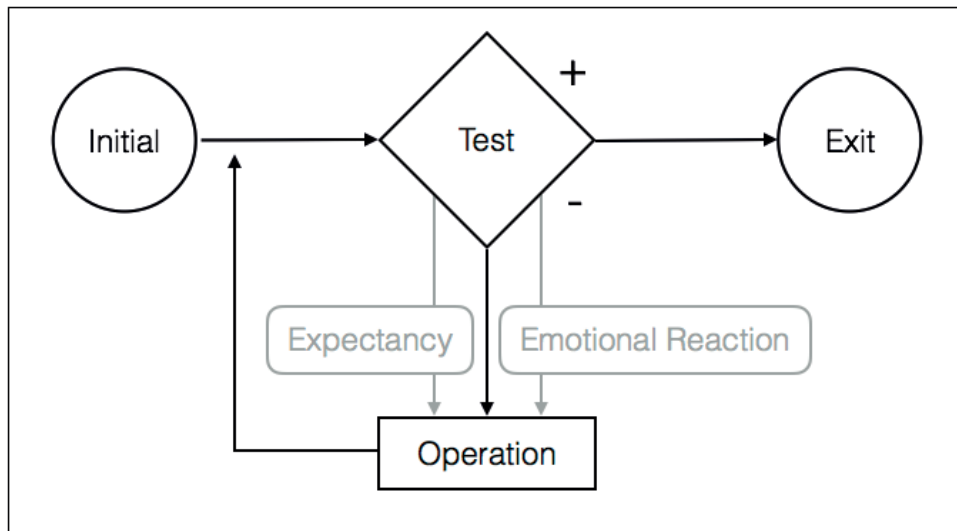 +
Initial
Test
Exit
-
Expectancy
Emotional Reaction
Operation